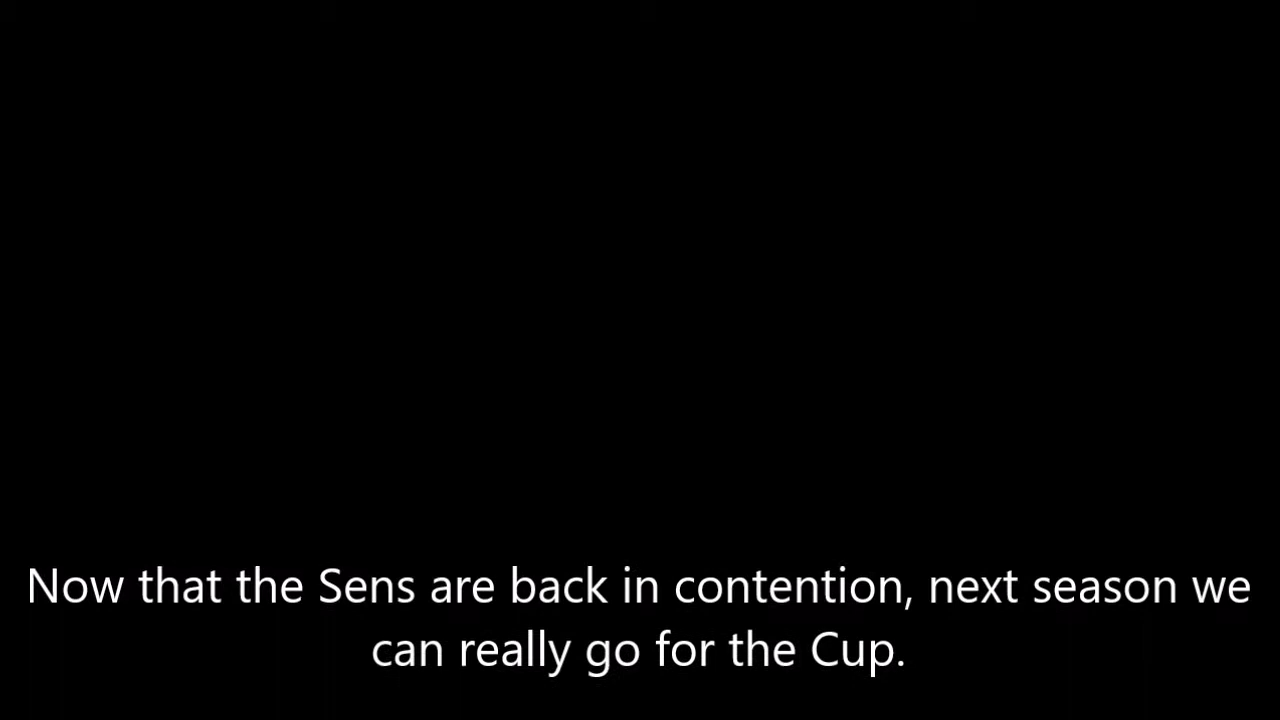 Now that the Sens are back in contention, next season we
can really go for the Cup.